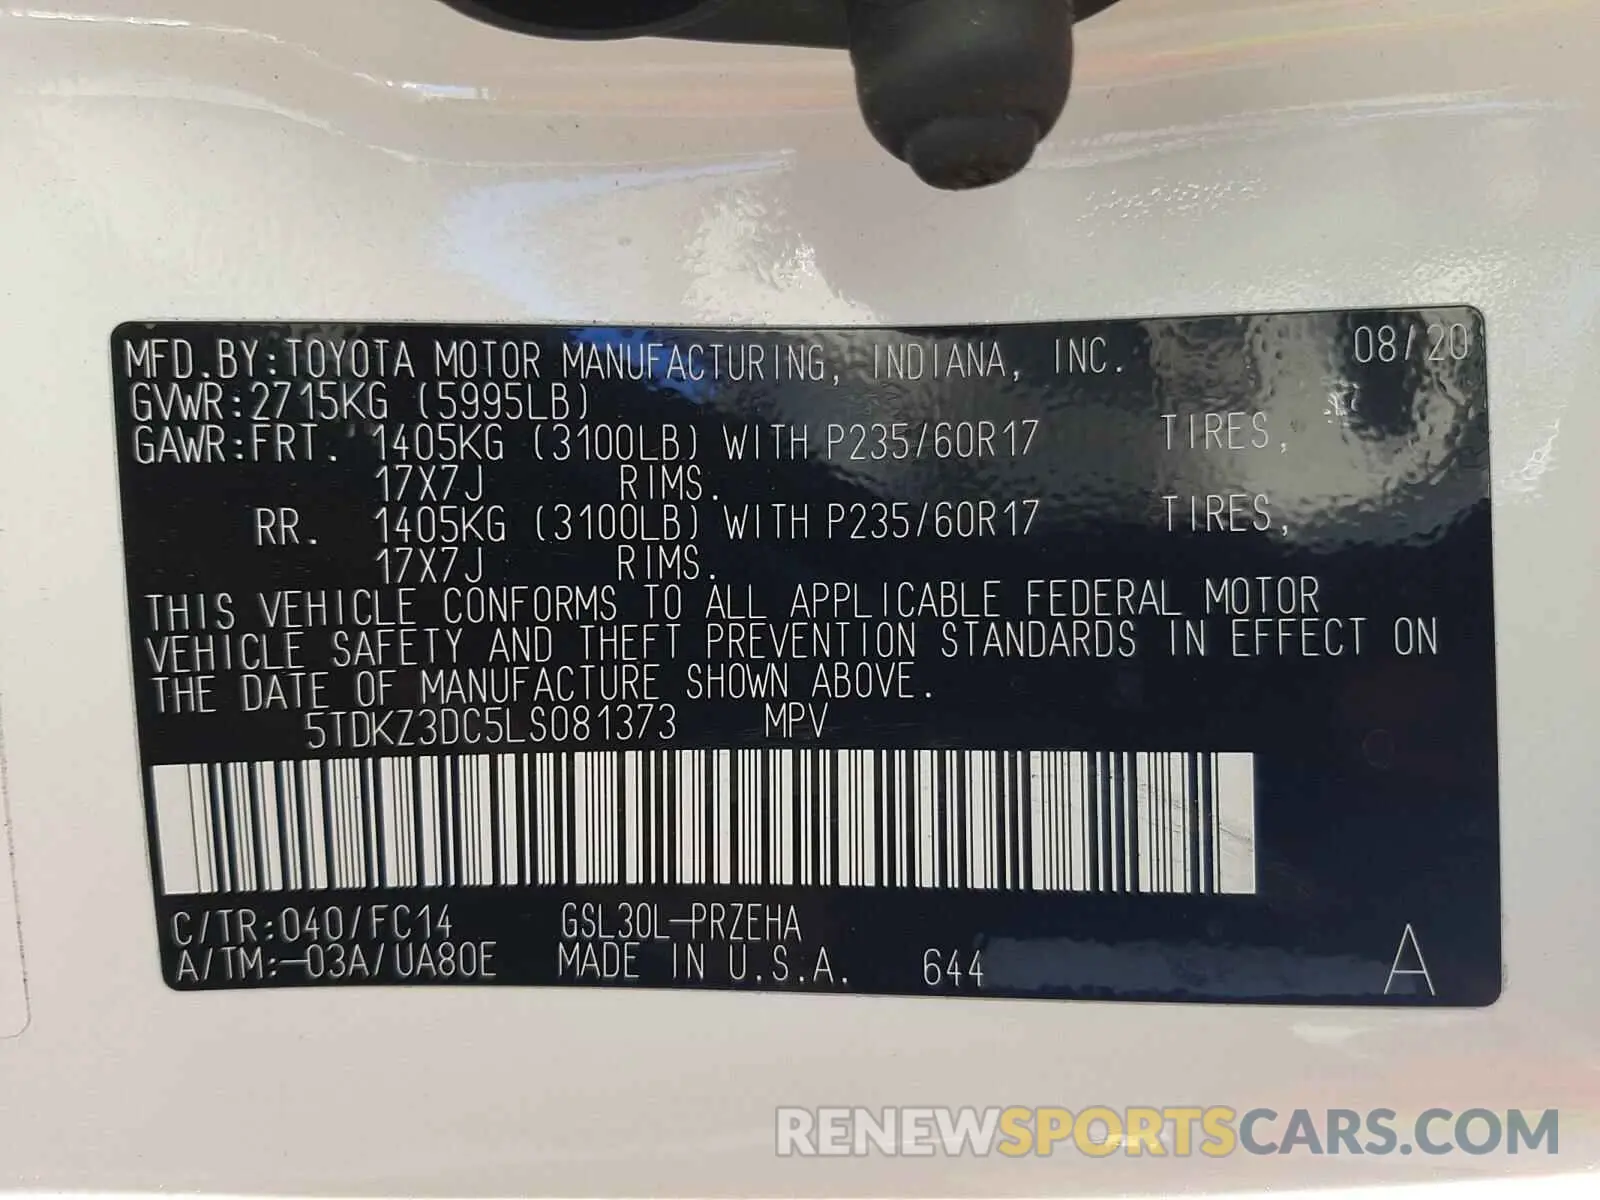 MFD.BY:TOYOTA MOTOR MANUFACTURING, INDIANA, INC. 08/20
GVWR:2715KG (5995LB)
GAWR:FRT. 1405KG (3100LB) WITH P235/60R17 TIRES,
17X7J RIMS.
RR. 1405KG (3100LB) WITH P235/60R17 TIRES,
17X7J RIMS.
THIS VEHICLE CONFORMS TO ALL APPLICABLE FEDERAL MOTOR
VEHICLE SAFETY AND THEFT PREVENTION STANDARDS IN EFFECT ON
THE DATE OF MANUFACTURE SHOWN ABOVE.
5TDKZ3DC5LS081373 MPV
C/TR:040/FC14 GSL30L-PRZEHA
A/TM:-03A/UA80E MADE IN U.S.A. 644 A
RENEWSPORTSCARS.COM